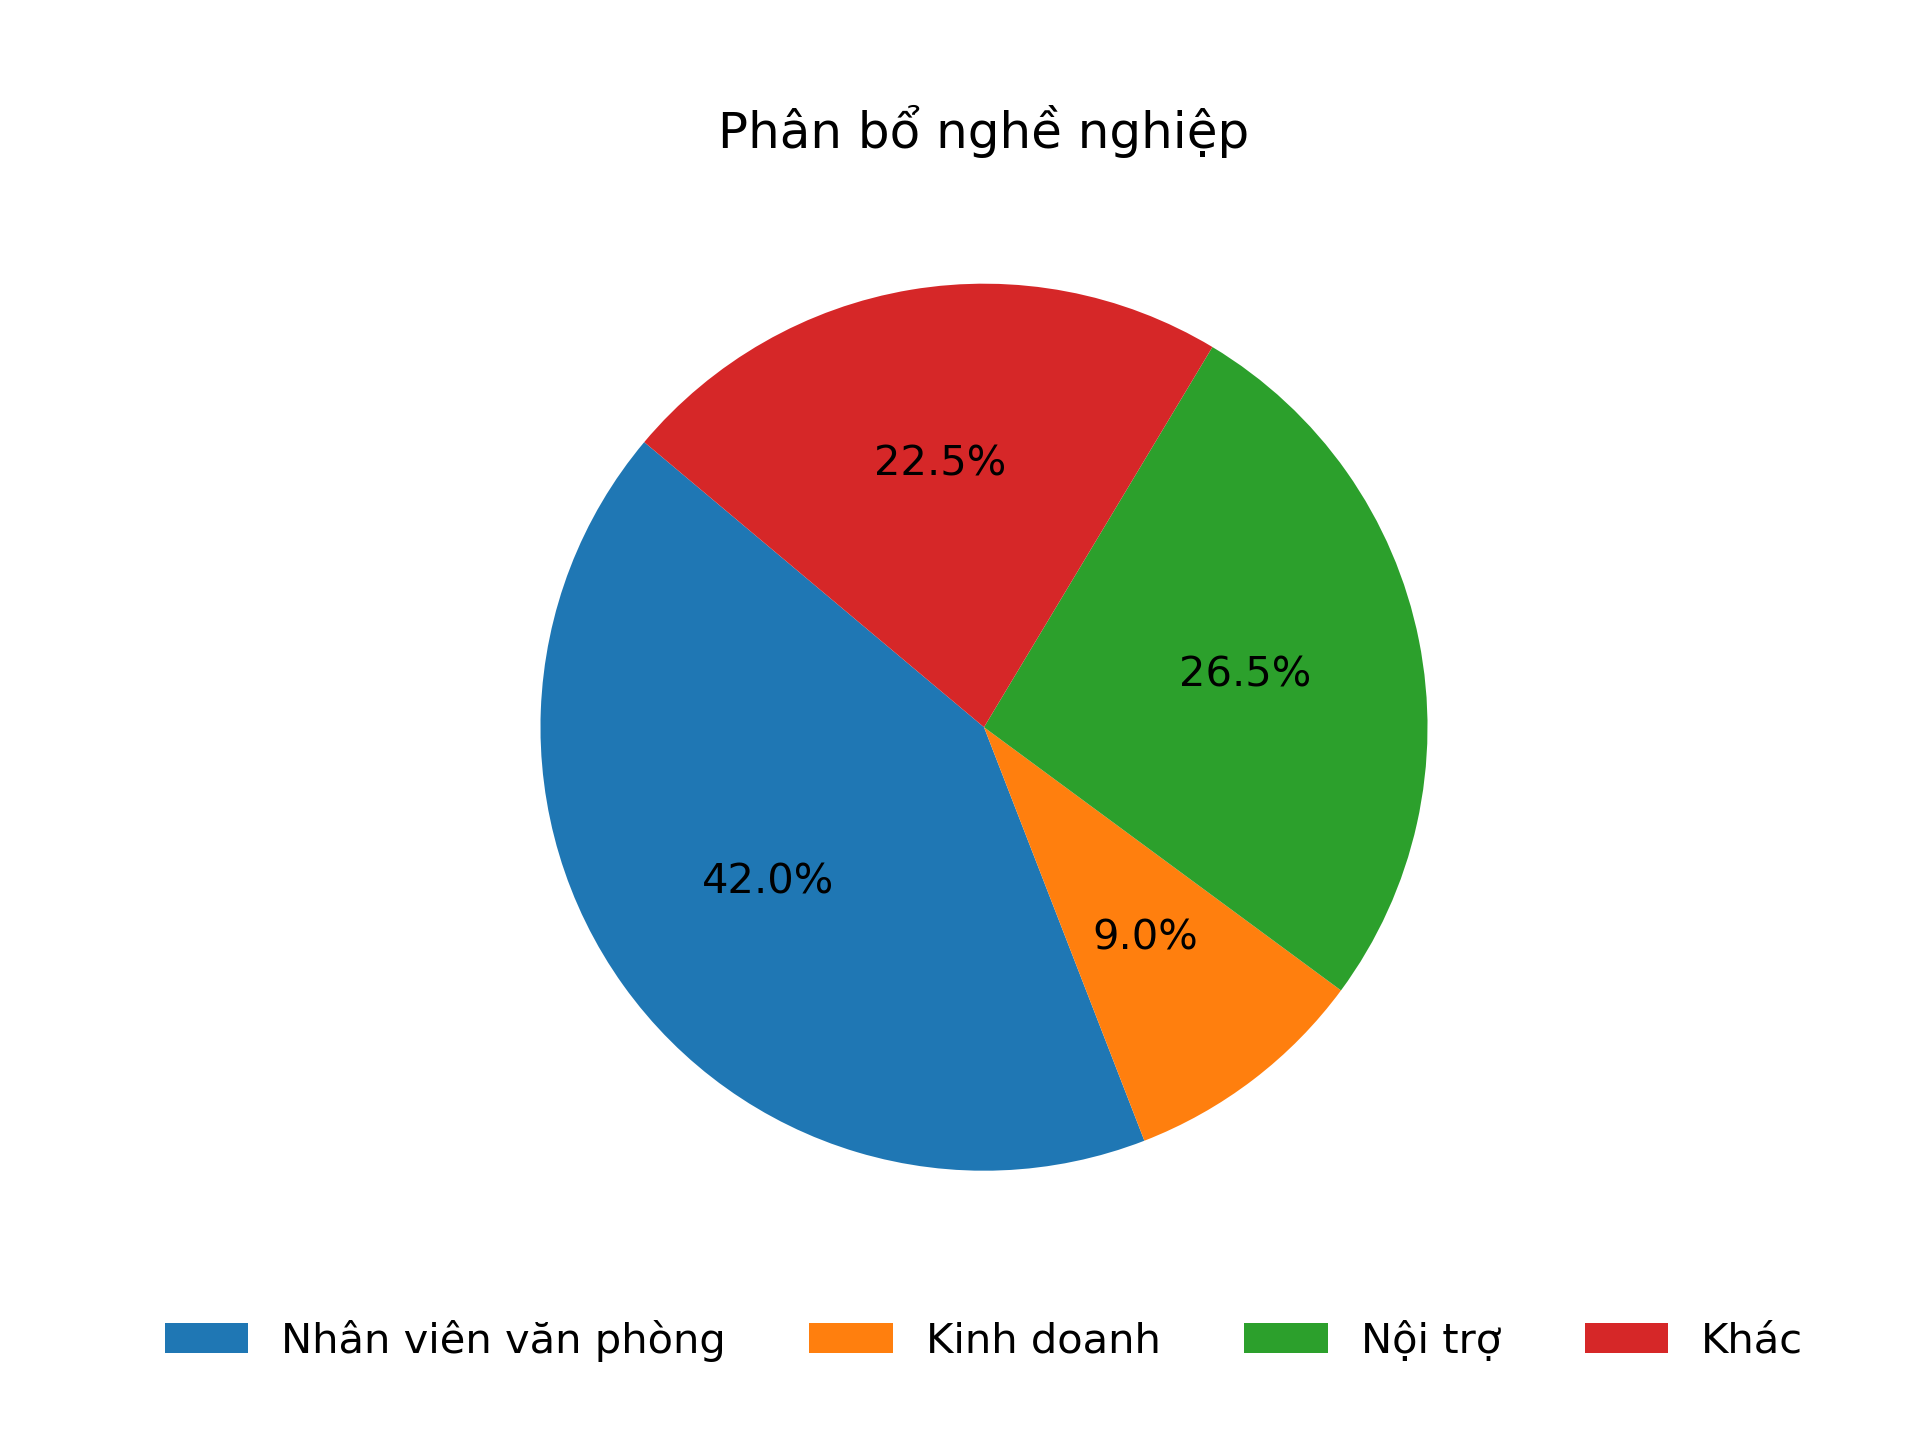 Phân bổ nghề nghiệp
22.5%
26.5%
42.0%
9.0%
Nhân viên văn phòng
Kinh doanh
Nội trợ
Khác